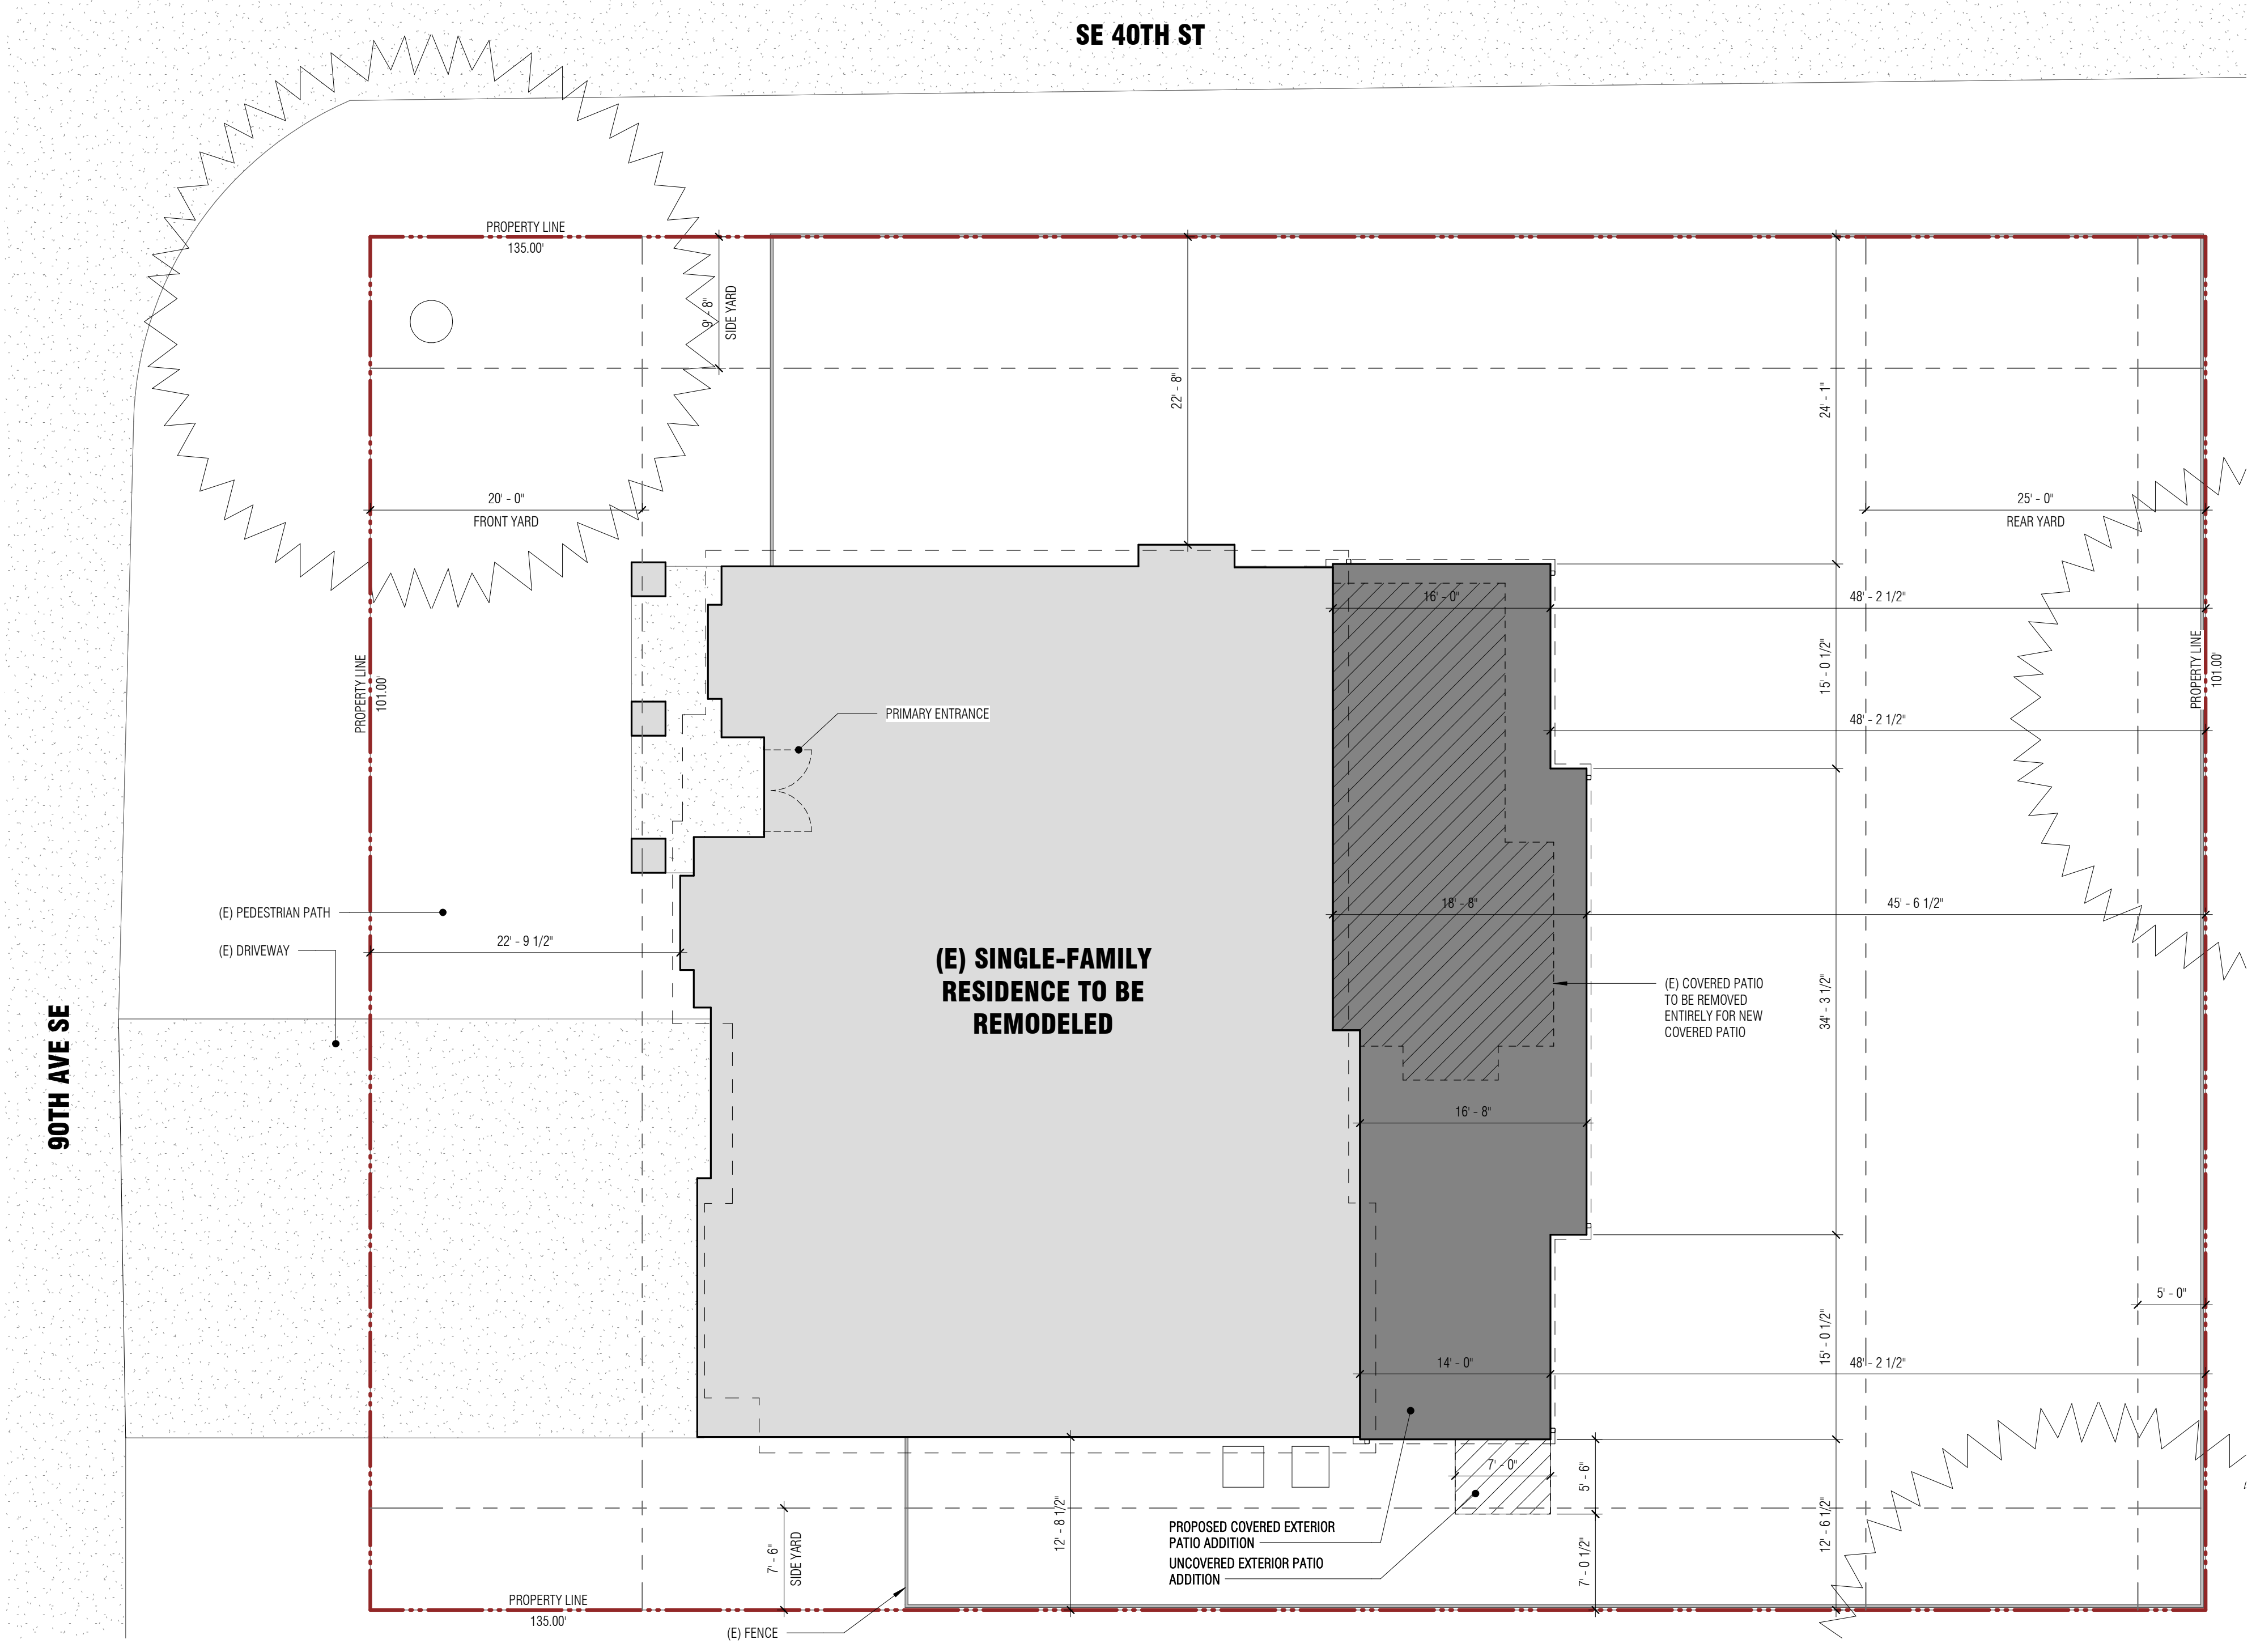 SE 40TH ST
PROPERTY LINE
135.00'
9' - 8"
SIDE YARD
22' - 8"
24' - 1"
20' - 0"
FRONT YARD
25' - 0"
REAR YARD
16' - 0"
48' - 2 1/2"
PROPERTY LINE
101.00'
15' - 0 1/2"
PROPERTY LINE
101.00'
PRIMARY ENTRANCE
48' - 2 1/2"
(E) PEDESTRIAN PATH
18' - 8"
45' - 6 1/2"
22' - 9 1/2"
(E) DRIVEWAY
(E) SINGLE-FAMILY
RESIDENCE TO BE
REMODELED
(E) COVERED PATIO
TO BE REMOVED
ENTIRELY FOR NEW
COVERED PATIO
34' - 3 1/2"
90TH AVE SE
16' - 8"
5' - 0"
15' - 0 1/2"
14' - 0"
48' - 2 1/2"
7' - 0"
5' - 6"
12' - 8 1/2"
12' - 6 1/2"
PROPOSED COVERED EXTERIOR
PATIO ADDITION
UNCOVERED EXTERIOR PATIO
ADDITION
7' - 6"
SIDE YARD
7' - 0 1/2"
PROPERTY LINE
135.00'
(E) FENCE